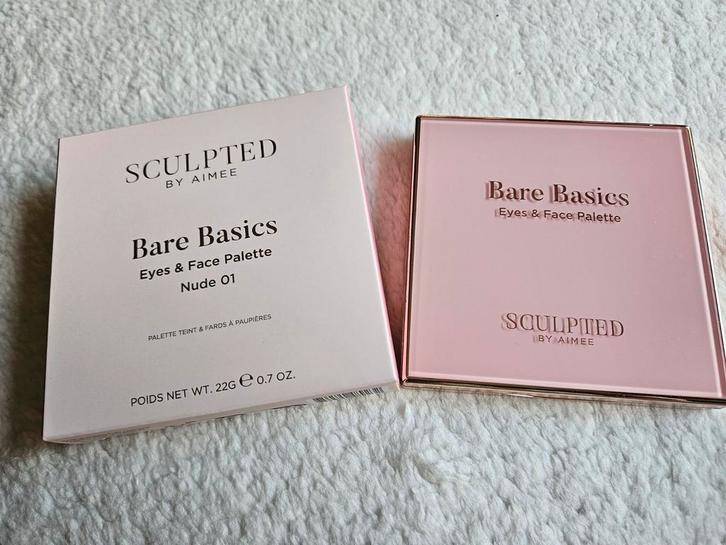 SCULPTED
BY AIMEE
Bare Basics
Eyes & Face Palette
Nude 01
PALETTE TEINT & FARDS À PAUPIÈRES
POIDS NET WT. 22G ℮ 0.7 OZ.
Bare Basics
Eyes & Face Palette
SCULPTED
BY AIMEE